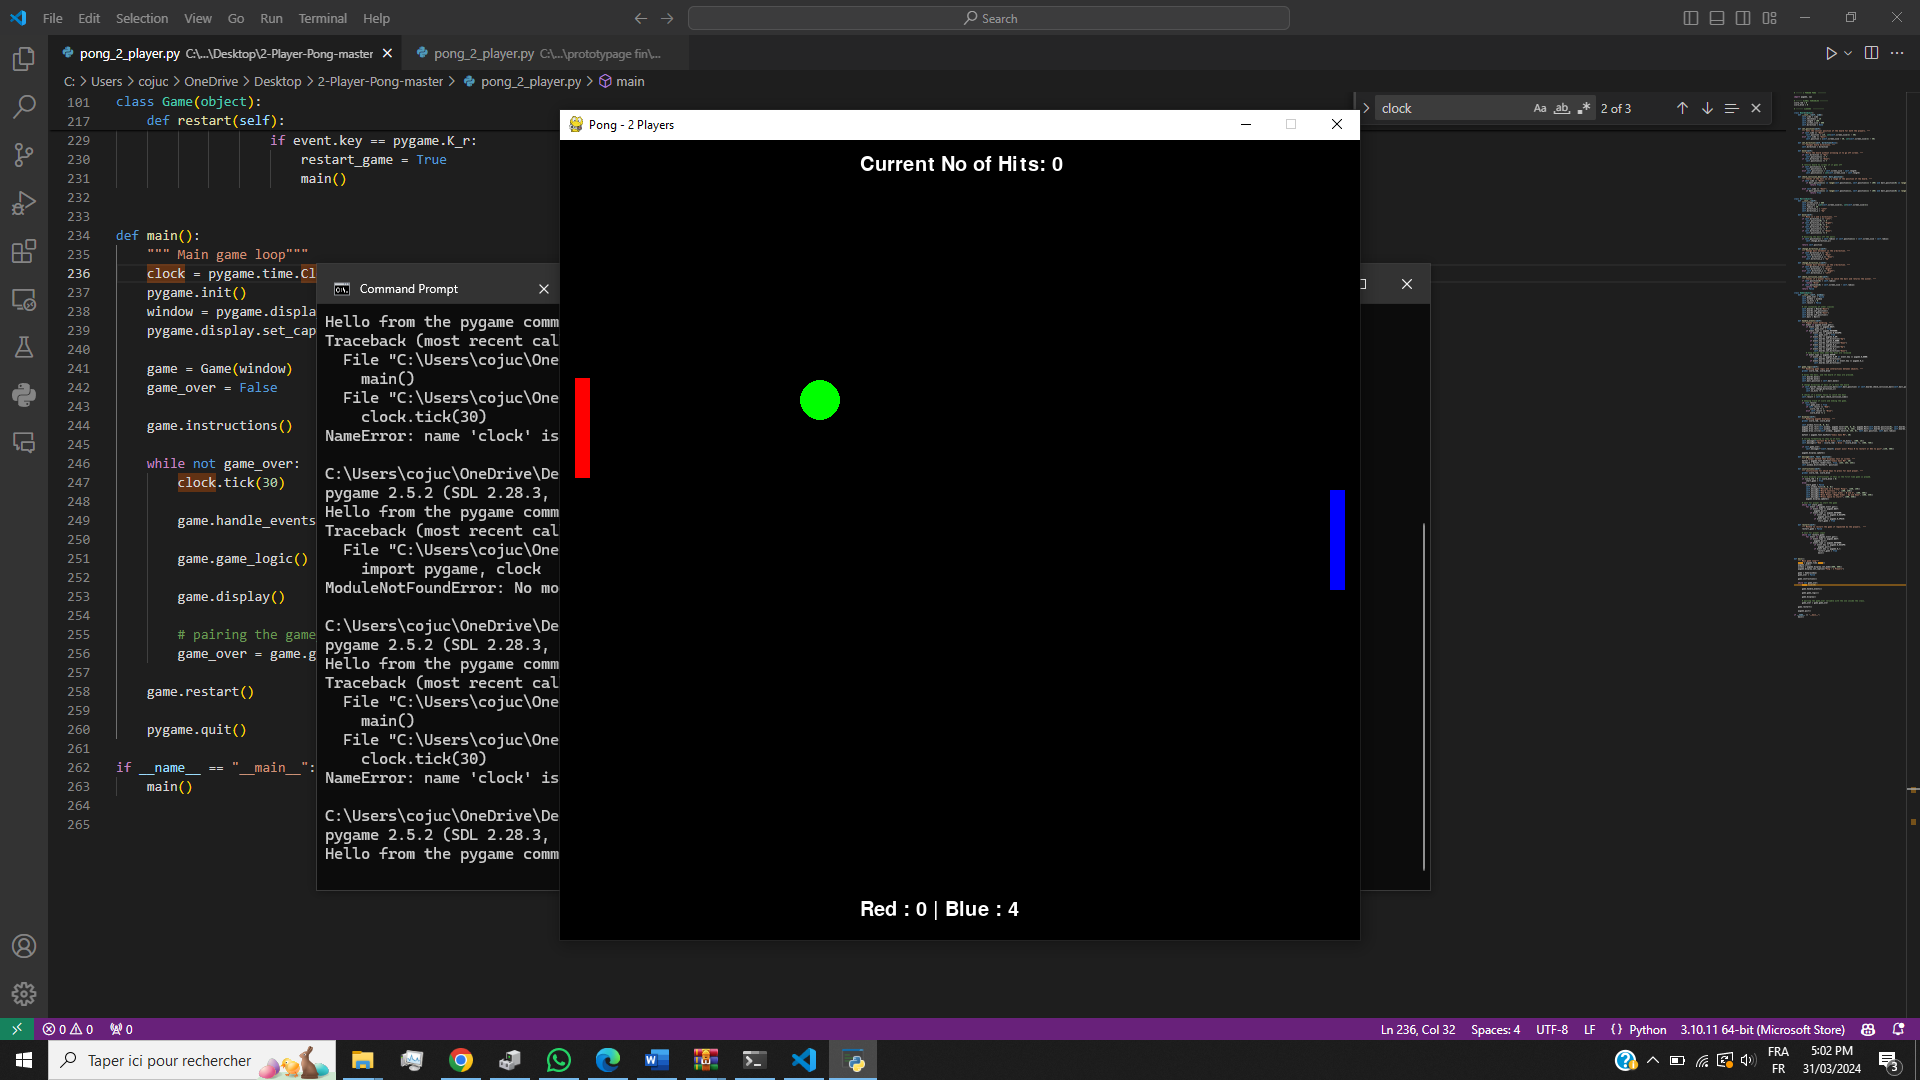 File Edit Selection View Go Run Terminal Help
Search
pong_2_player.py C:\...\Desktop\2-Player-Pong-master
pong_2_player.py C:\...\prototypage fin\...
C: > Users > cojuc > OneDrive > Desktop > 2-Player-Pong-master > pong_2_player.py > main
clock
Aa ab 2 of 3
101 class Game(object):
217 def restart(self):
229 if event.key == pygame.K_r:
230 restart_game = True
231 main()
232
233
234 def main():
235 """ Main game loop"""
236 clock = pygame.time.Cl
237 pygame.init()
238 window = pygame.displa
239 pygame.display.set_cap
240
241 game = Game(window)
242 game_over = False
243
244 game.instructions()
245
246 while not game_over:
247 clock.tick(30)
248
249 game.handle_events
250
251 game.game_logic()
252
253 game.display()
254
255 # pairing the game
256 game_over = game.g
257
258 game.restart()
259
260 pygame.quit()
261
262 if __name__ == "__main__":
263 main()
264
265
Command Prompt
Hello from the pygame comm
Traceback (most recent cal
File "C:\Users\cojuc\One
main()
File "C:\Users\cojuc\One
clock.tick(30)
NameError: name 'clock' is
C:\Users\cojuc\OneDrive\De
pygame 2.5.2 (SDL 2.28.3,
Hello from the pygame comm
Traceback (most recent cal
File "C:\Users\cojuc\One
import pygame, clock
ModuleNotFoundError: No mo
C:\Users\cojuc\OneDrive\De
pygame 2.5.2 (SDL 2.28.3,
Hello from the pygame comm
Traceback (most recent cal
File "C:\Users\cojuc\One
main()
File "C:\Users\cojuc\One
clock.tick(30)
NameError: name 'clock' is
C:\Users\cojuc\OneDrive\De
pygame 2.5.2 (SDL 2.28.3,
Hello from the pygame comm
Pong - 2 Players
Current No of Hits: 0
Red : 0 | Blue : 4
0 0 0
Ln 236, Col 32 Spaces: 4 UTF-8 LF {} Python 3.10.11 64-bit (Microsoft Store)
Taper ici pour rechercher
FRA
FR
5:02 PM
31/03/2024
3